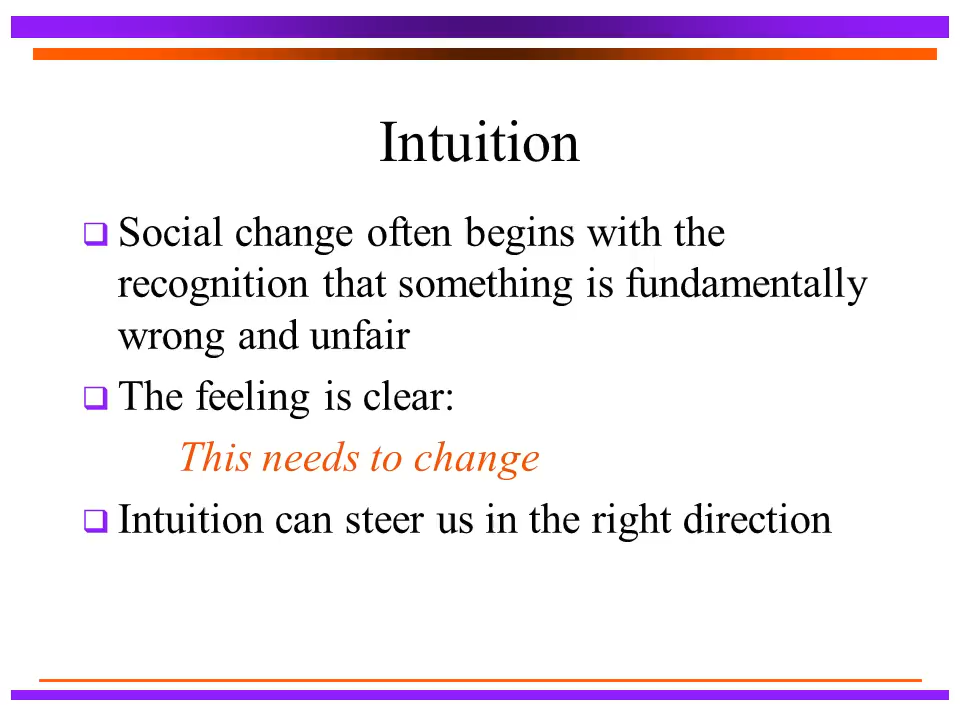 Intuition
Social change often begins with the
recognition that something is fundamentally
wrong and unfair
The feeling is clear:
This needs to change
Intuition can steer us in the right direction